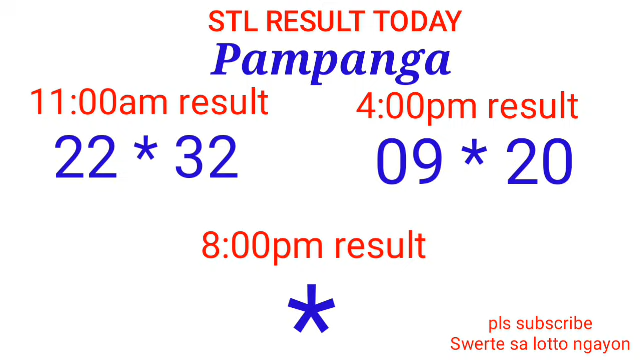 STL RESULT TODAY
Pampanga
11:00am result
22 * 32
4:00pm result
09 * 20
8:00pm result
*
pls subscribe
Swerte sa lotto ngayon